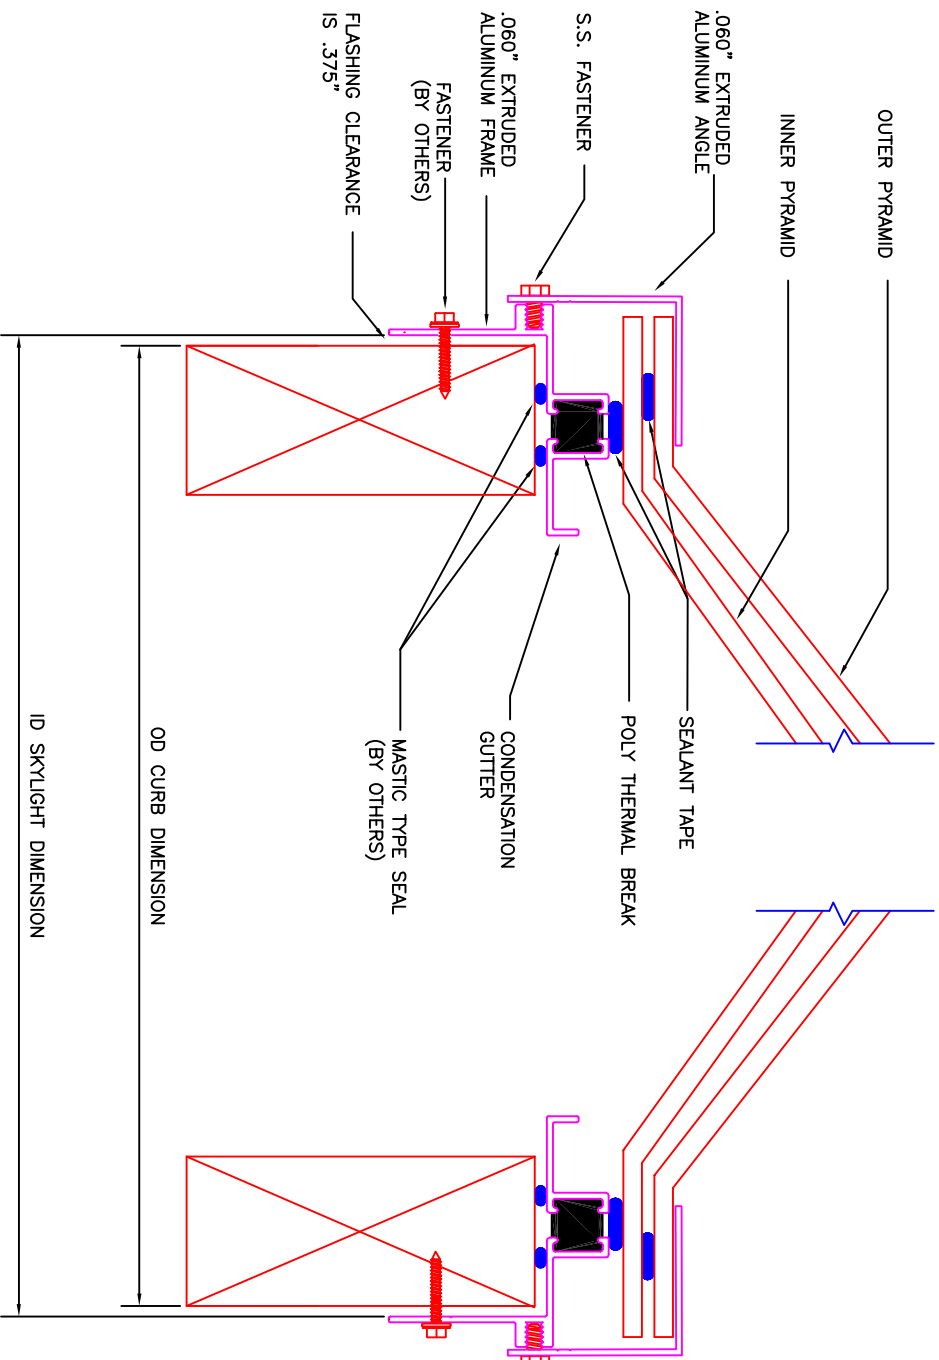 OUTER PYRAMID
INNER PYRAMID
.060" EXTRUDED
ALUMINUM ANGLE
S.S. FASTENER
.060" EXTRUDED
ALUMINUM FRAME
FASTENER
(BY OTHERS)
FLASHING CLEARANCE
IS .375"
SEALANT TAPE
POLY THERMAL BREAK
CONDENSATION
GUTTER
MASTIC TYPE SEAL
(BY OTHERS)
OD CURB DIMENSION
ID SKYLIGHT DIMENSION